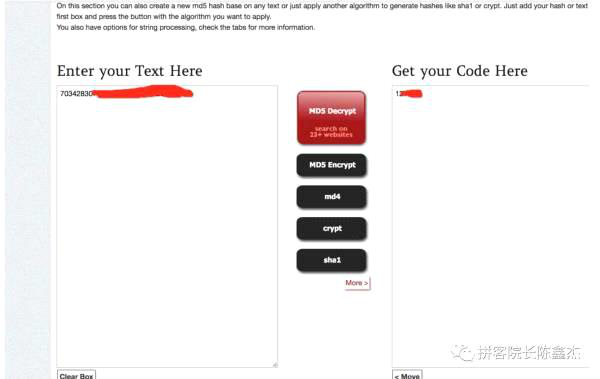 On this section you can also create a new md5 hash base on any text or just apply another algorithm to generate hashes like sha1 or crypt. Just add your hash or text
first box and press the button with the algorithm you want to apply.
You also have options for string processing, check the tabs for more information.
Enter your Text Here
Get your Code Here
70342830
12
MD5 Decrypt
search on
23+ websites
MD5 Encrypt
md4
crypt
sha1
More >
Clear Box
< Move
拼客院长陈鑫杰